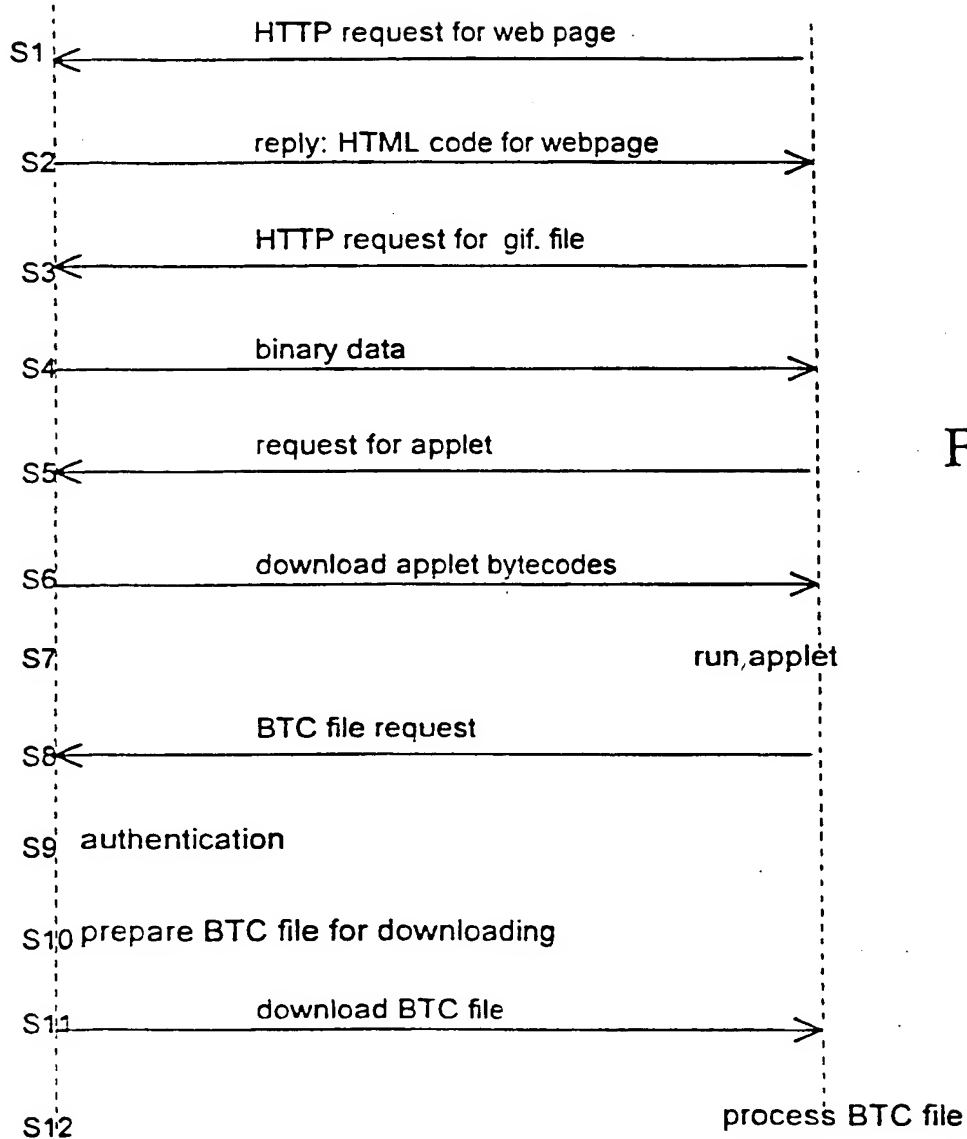 HTTP request for web page
S1
reply: HTML code for webpage
S2
HTTP request for gif. file
S3
binary data
S4
request for applet
S5
F
download applet bytecodes
S6
S7 run,applet
BTC file request
S8
S9 authentication
S10 prepare BTC file for downloading
download BTC file
S11
S12 process BTC file